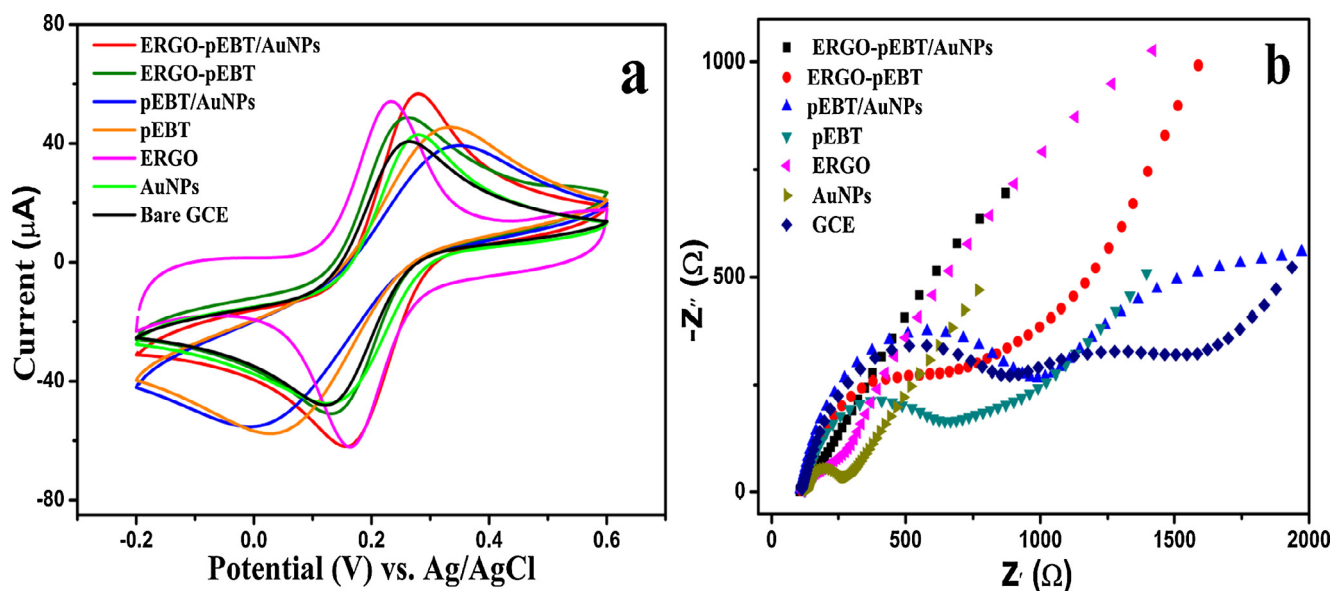 a
ERGO-pEBT/AuNPs
ERGO-pEBT
pEBT/AuNPs
pEBT
ERGO
AuNPs
Bare GCE
80
40
0
-40
-80
Current (µA)
-0.2
0.0
0.2
0.4
0.6
Potential (V) vs. Ag/AgCl
b
ERGO-pEBT/AuNPs
ERGO-pEBT
pEBT/AuNPs
pEBT
ERGO
AuNPs
GCE
1000
500
0
-Z'' (Ω)
0
500
1000
1500
2000
Z' (Ω)